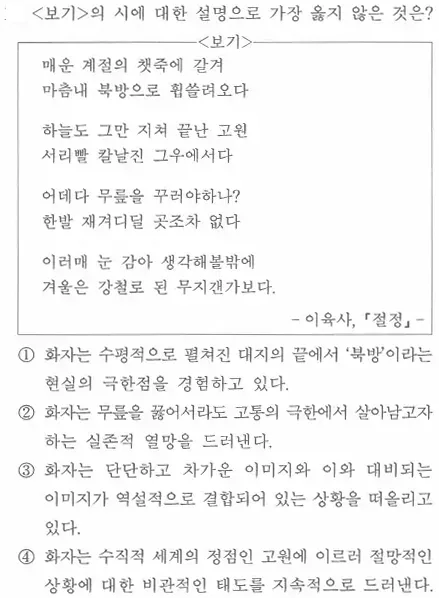 <보기>의 시에 대한 설명으로 가장 옳지 않은 것은?
<보기>
매운 계절의 챗죽에 갈겨
마츰내 북방으로 휩쓸려오다
하늘도 그만 지쳐 끝난 고원
서리빨 칼날진 그우에서다
어데다 무릎을 꾸러야하나?
한발 재겨디딜 곳조차 없다
이러매 눈 감아 생각해볼밖에
겨울은 강철로 된 무지갠가보다.
- 이육사, 「절정」 -
① 화자는 수평적으로 펼쳐진 대지의 끝에서 ‘북방’이라는
현실의 극한점을 경험하고 있다.
② 화자는 무릎을 꿇어서라도 고통의 극한에서 살아남고자
하는 실존적 열망을 드러낸다.
③ 화자는 단단하고 차가운 이미지와 이와 대비되는
이미지가 역설적으로 결합되어 있는 상황을 떠올리고
있다.
④ 화자는 수직적 세계의 정점인 고원에 이르러 절망적인
상황에 대한 비관적인 태도를 지속적으로 드러낸다.